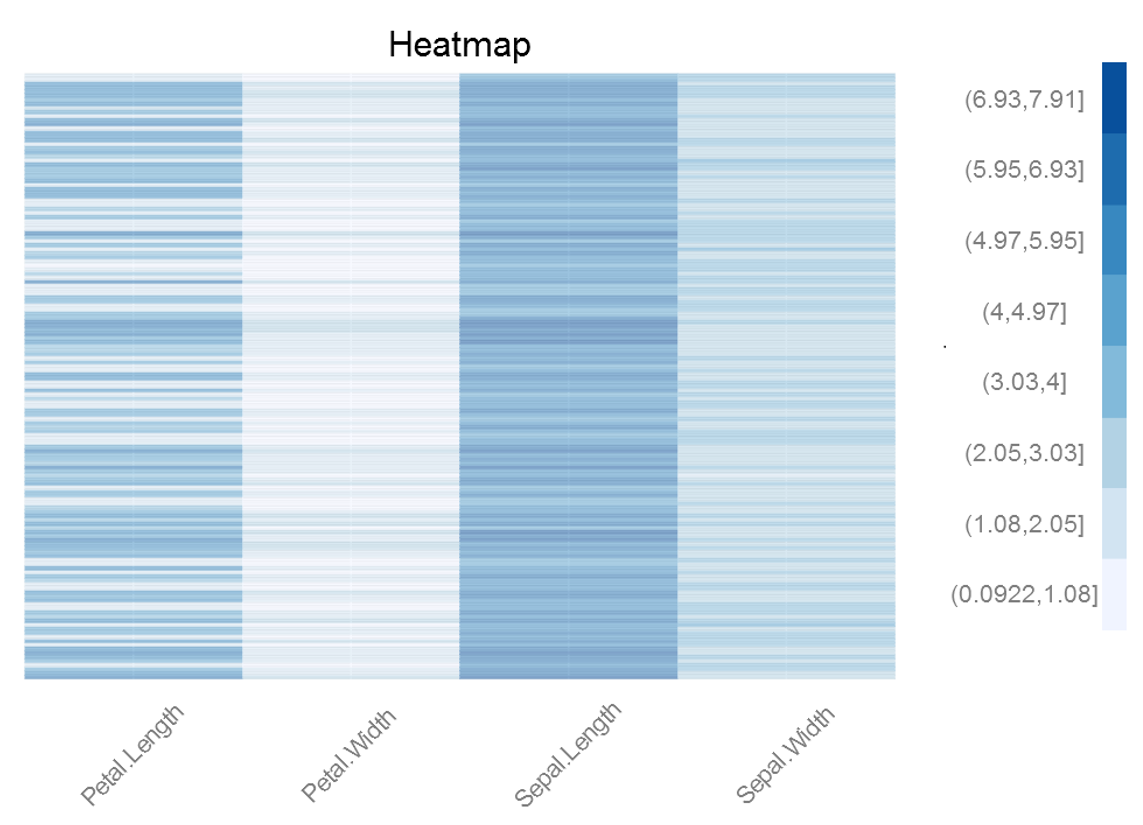 Heatmap
(6.93,7.91]
(5.95,6.93]
(4.97,5.95]
(4,4.97]
.
(3.03,4]
(2.05,3.03]
(1.08,2.05]
(0.0922,1.08]
Petal.Length
Petal.Width
Sepal.Length
Sepal.Width